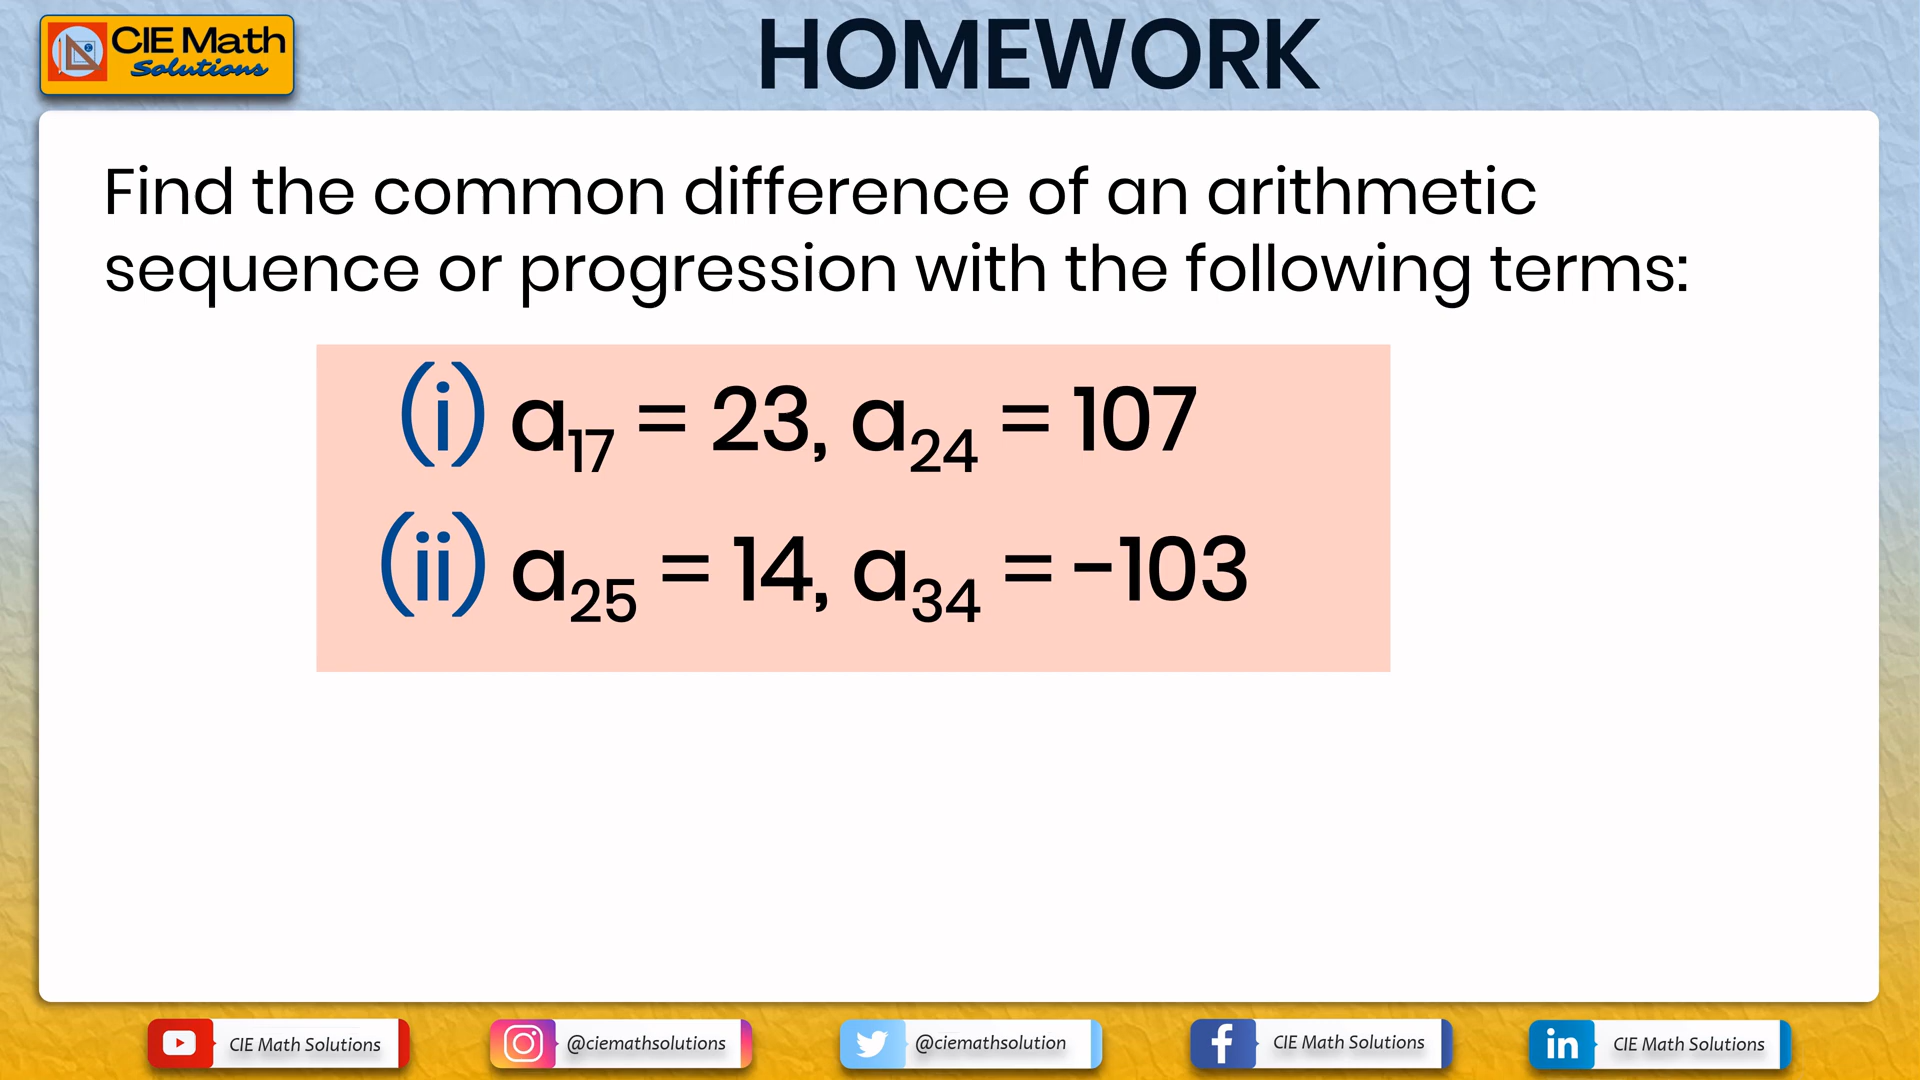 CIE Math
Solutions
HOMEWORK
Find the common difference of an arithmetic
sequence or progression with the following terms:
(i) a₁₇ = 23, a₂₄ = 107
(ii) a₂₅ = 14, a₃₄ = -103
CIE Math Solutions
@ciemathsolutions
@ciemathsolution
CIE Math Solutions
in CIE Math Solutions